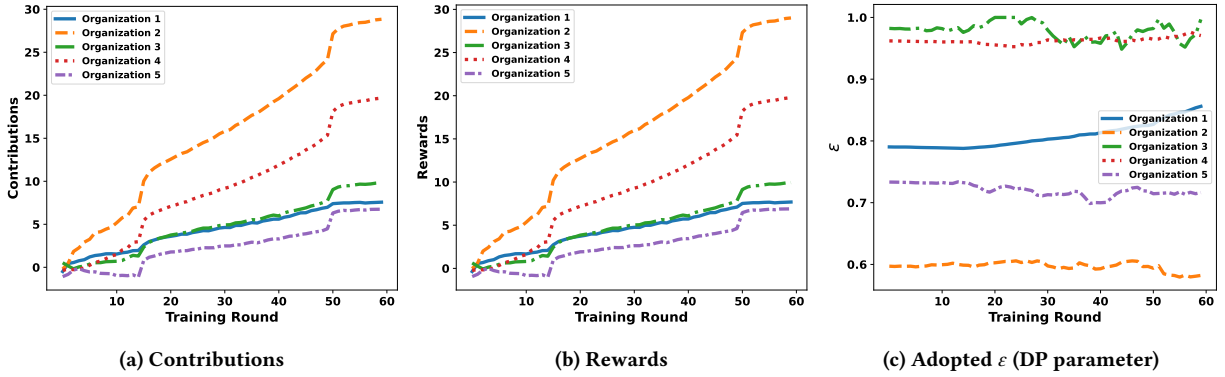 Contributions
30
25
20
15
10
5
0
Organization 1
Organization 2
Organization 3
Organization 4
Organization 5
10 20 30 40 50 60
Training Round
(a) Contributions
Rewards
30
25
20
15
10
5
0
Organization 1
Organization 2
Organization 3
Organization 4
Organization 5
10 20 30 40 50 60
Training Round
(b) Rewards
ε
1.0
0.9
0.8
0.7
0.6
Organization 1
Organization 2
Organization 3
Organization 4
Organization 5
10 20 30 40 50 60
Training Round
(c) Adopted ε (DP parameter)